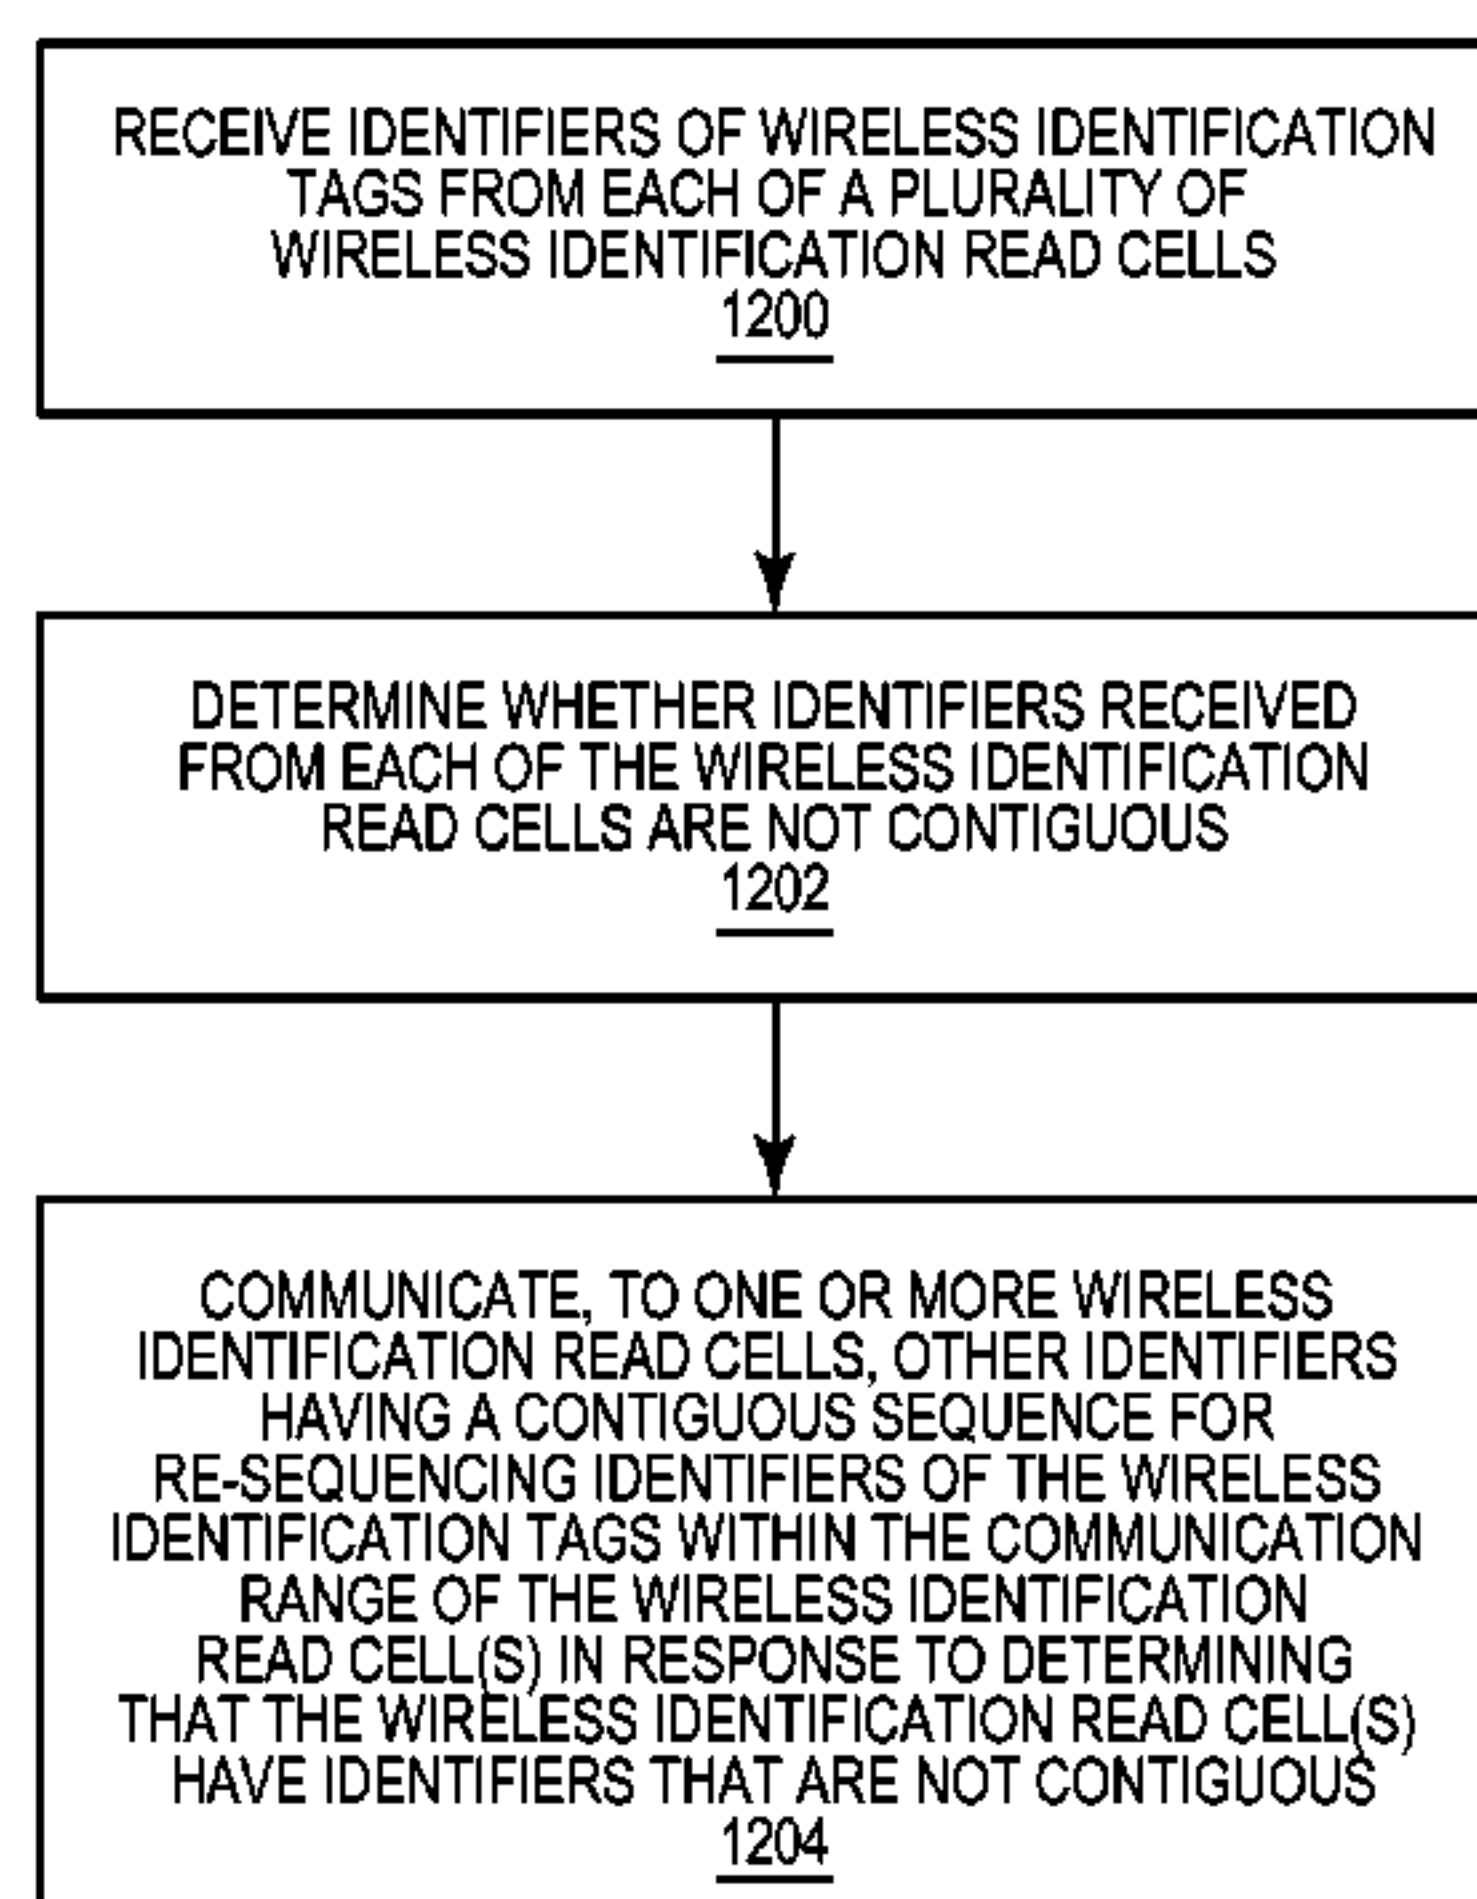 RECEIVE IDENTIFIERS OF WIRELESS IDENTIFICATION
TAGS FROM EACH OF A PLURALITY OF
WIRELESS IDENTIFICATION READ CELLS
1200
DETERMINE WHETHER IDENTIFIERS RECEIVED
FROM EACH OF THE WIRELESS IDENTIFICATION
READ CELLS ARE NOT CONTIGUOUS
1202
COMMUNICATE, TO ONE OR MORE WIRELESS
IDENTIFICATION READ CELLS, OTHER IDENTIFIERS
HAVING A CONTIGUOUS SEQUENCE FOR
RE-SEQUENCING IDENTIFIERS OF THE WIRELESS
IDENTIFICATION TAGS WITHIN THE COMMUNICATION
RANGE OF THE WIRELESS IDENTIFICATION
READ CELL(S) IN RESPONSE TO DETERMINING
THAT THE WIRELESS IDENTIFICATION READ CELL(S)
HAVE IDENTIFIERS THAT ARE NOT CONTIGUOUS
1204